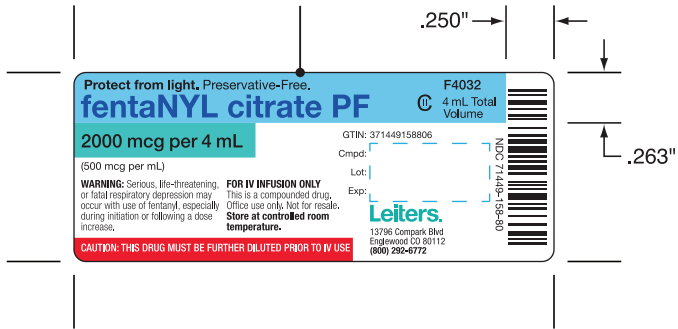 .250"
Protect from light. Preservative-Free.
F4032
fentaNYL citrate PF
CII
4 mL Total
Volume
.263"
2000 mcg per 4 mL
(500 mcg per mL)
GTIN: 371449158806
Cmpd:
Lot:
Exp:
NDC 71449-158-80
WARNING: Serious, life-threatening,
or fatal respiratory depression may
occur with use of fentanyl, especially
during initiation or following a dose
increase.
FOR IV INFUSION ONLY
This is a compounded drug.
Office use only. Not for resale.
Store at controlled room
temperature.
Leiters.
13796 Compark Blvd
Englewood CO 80112
(800) 292-6772
CAUTION: THIS DRUG MUST BE FURTHER DILUTED PRIOR TO IV USE